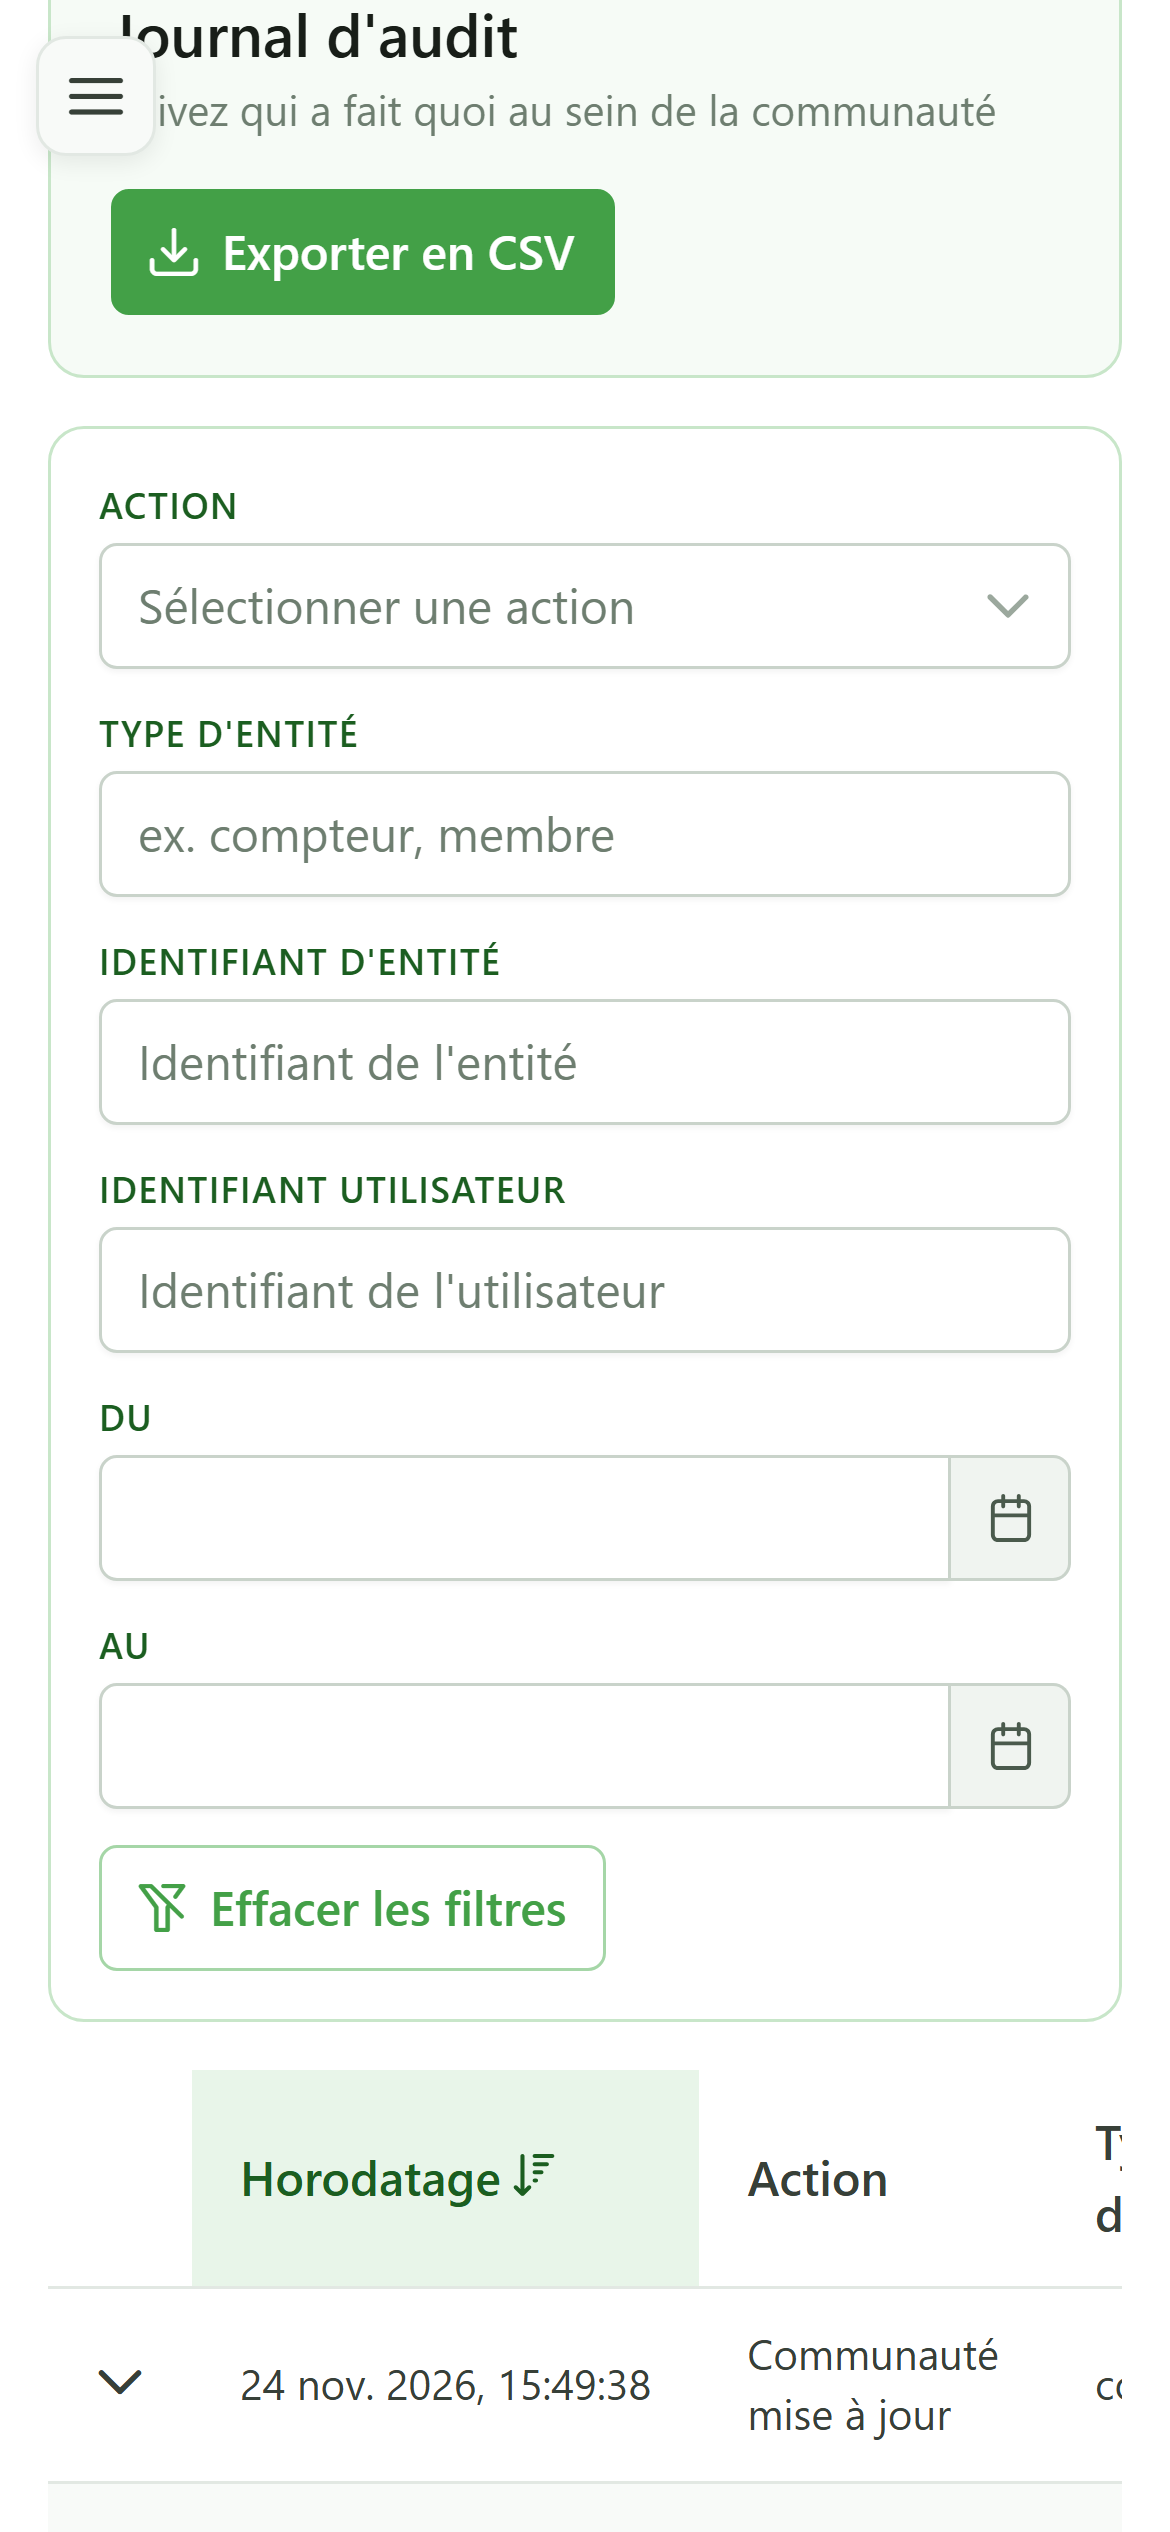 Journal d'audit
ivez qui a fait quoi au sein de la communauté
Exporter en CSV
ACTION
Sélectionner une action
TYPE D'ENTITÉ
ex. compteur, membre
IDENTIFIANT D'ENTITÉ
Identifiant de l'entité
IDENTIFIANT UTILISATEUR
Identifiant de l'utilisateur
DU
AU
Effacer les filtres
Horodatage
Action
24 nov. 2026, 15:49:38
Communauté
mise à jour